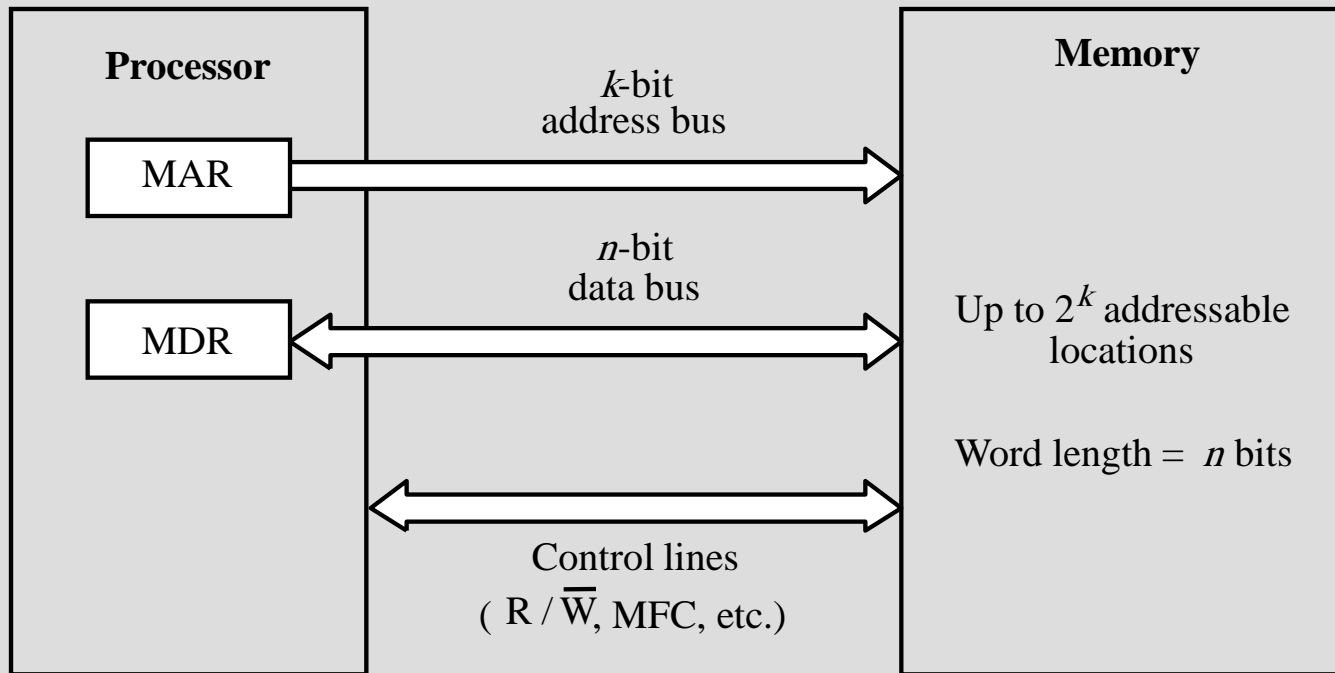 Processor
Memory
k-bit
address bus
MAR
n-bit
data bus
MDR
Up to 2^k addressable
locations
Word length = n bits
Control lines
( R / W̅, MFC, etc.)